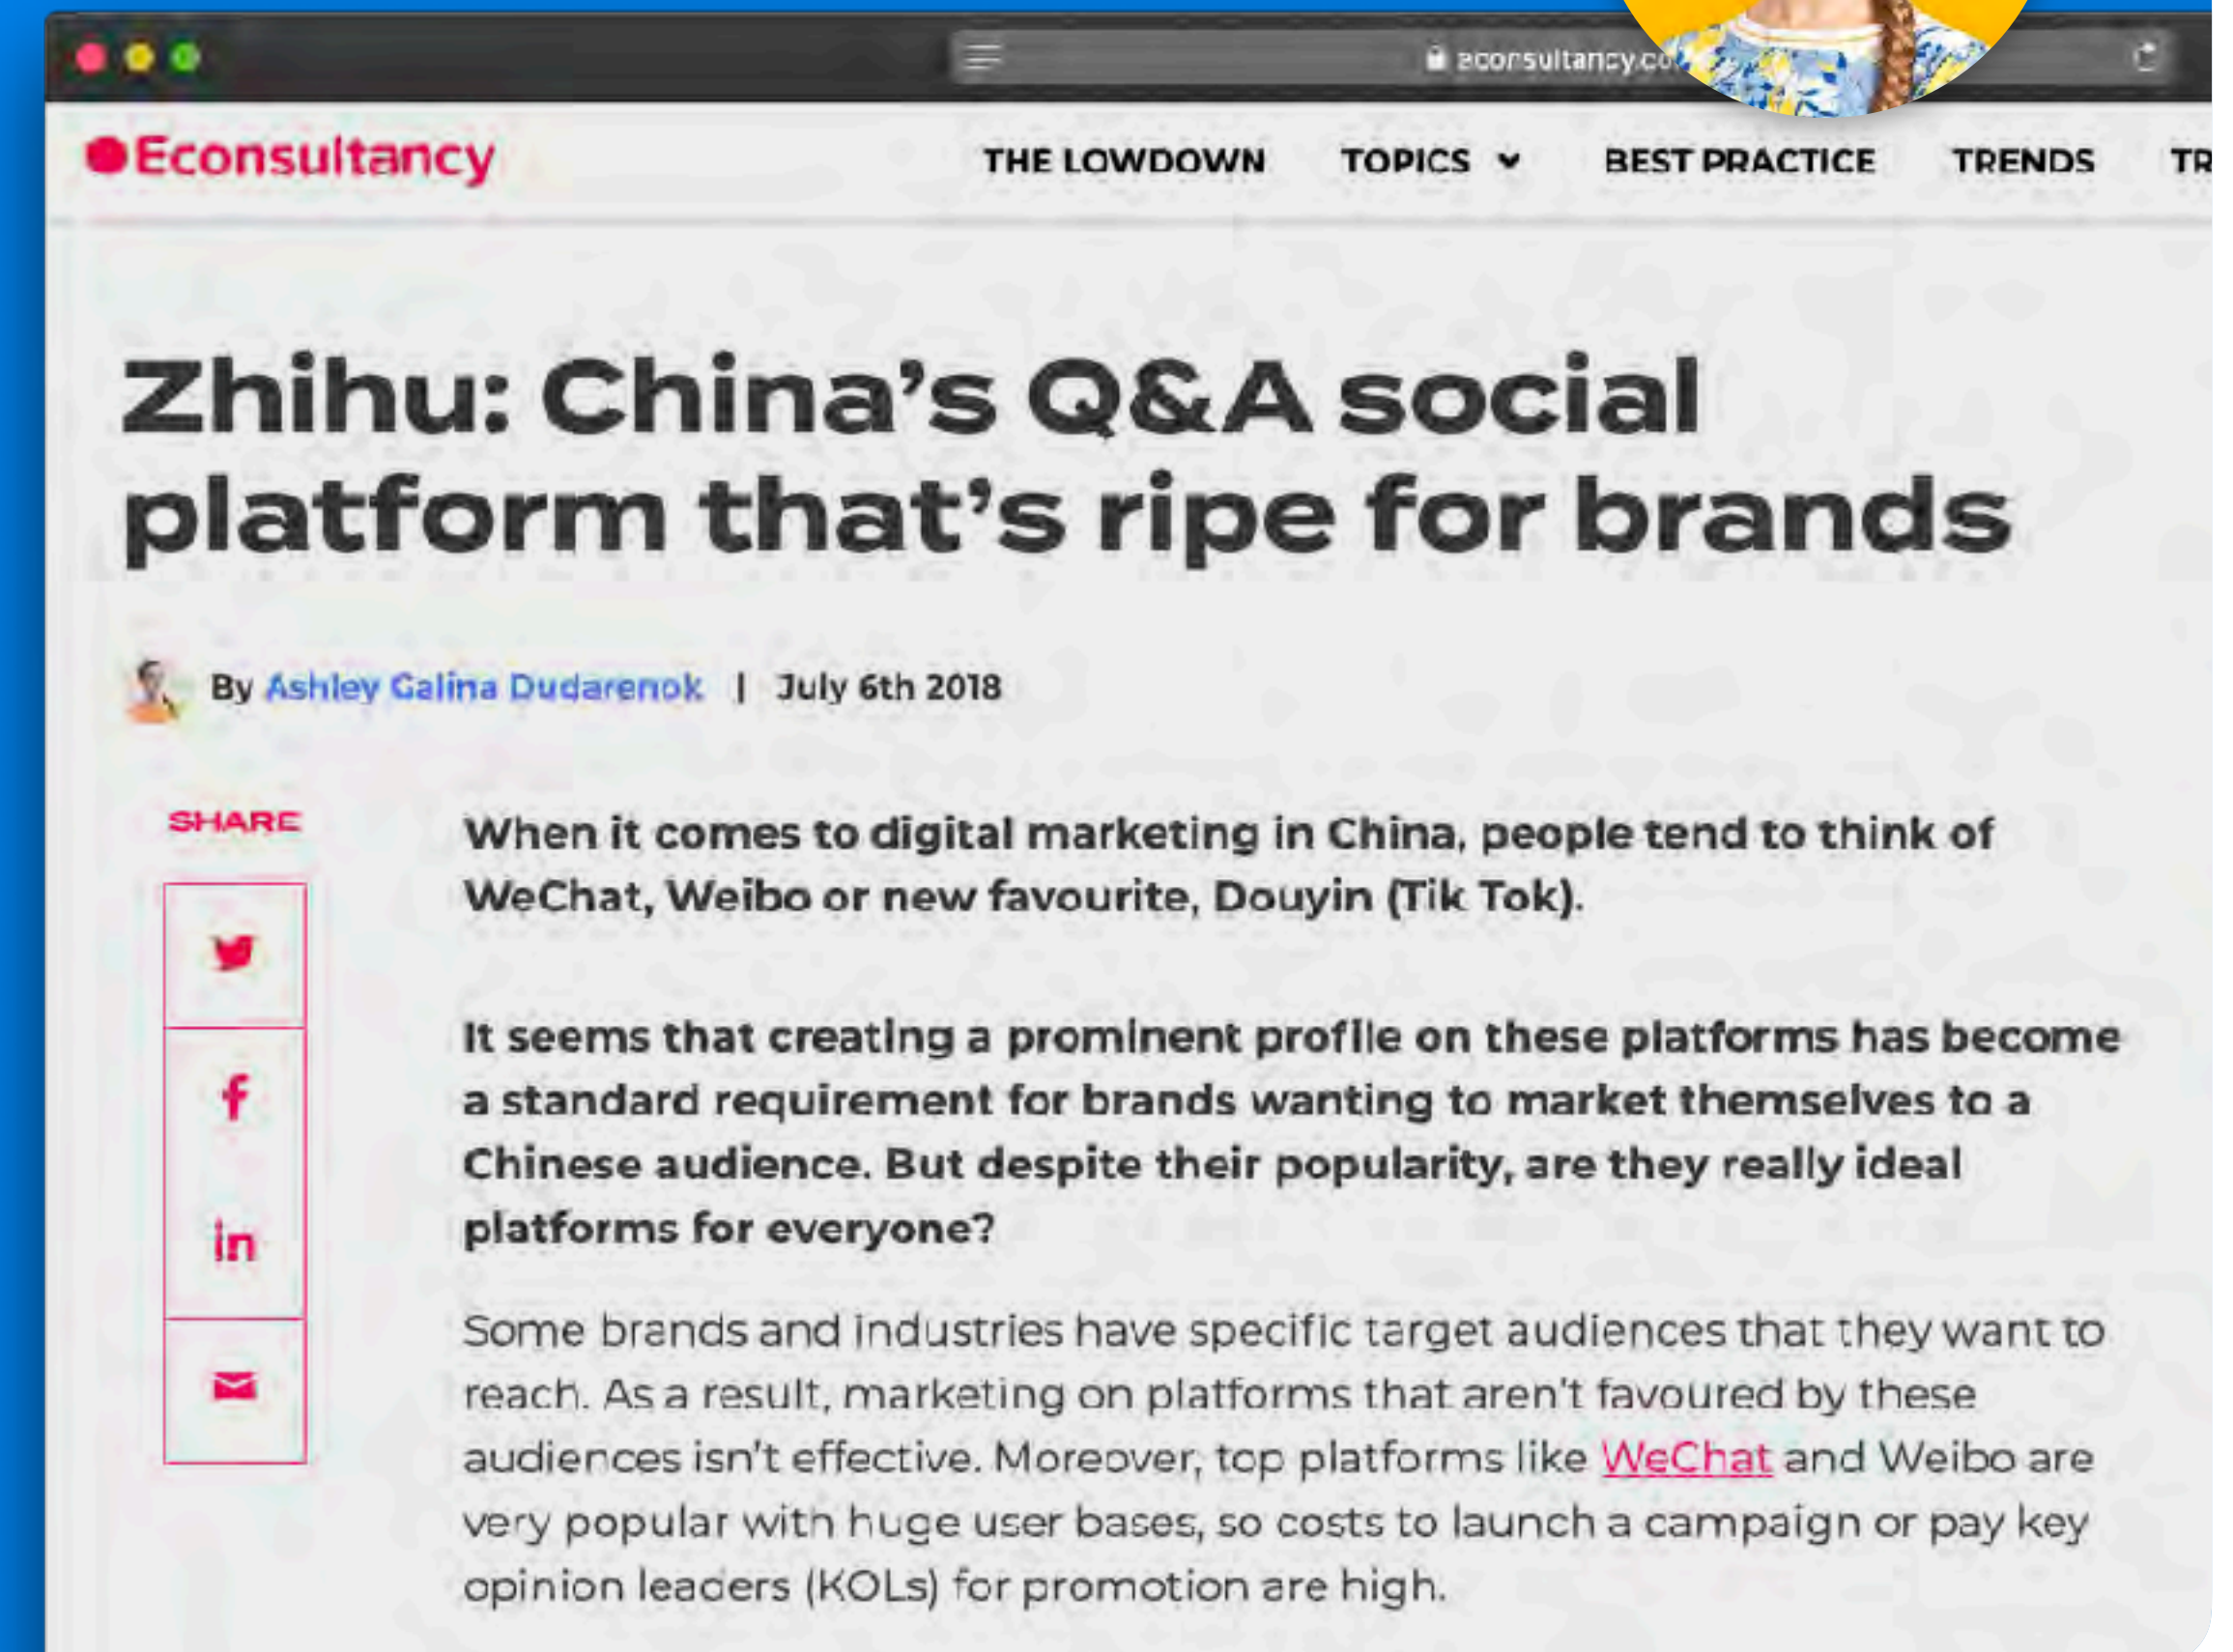 econsultancy.co
Econsultancy
THE LOWDOWN TOPICS BEST PRACTICE TRENDS TR
Zhihu: China's Q&A social
platform that's ripe for brands
By Ashley Galina Dudarenok | July 6th 2018
SHARE
When it comes to digital marketing in China, people tend to think of
WeChat, Weibo or new favourite, Douyin (Tik Tok).
It seems that creating a prominent profile on these platforms has become
a standard requirement for brands wanting to market themselves to a
Chinese audience. But despite their popularity, are they really ideal
platforms for everyone?
f
in
Some brands and industries have specific target audiences that they want to
reach. As a result, marketing on platforms that aren't favoured by these
audiences isn't effective. Moreover, top platforms like WeChat and Weibo are
very popular with huge user bases, so costs to launch a campaign or pay key
opinion leaders (KOLs) for promotion are high.